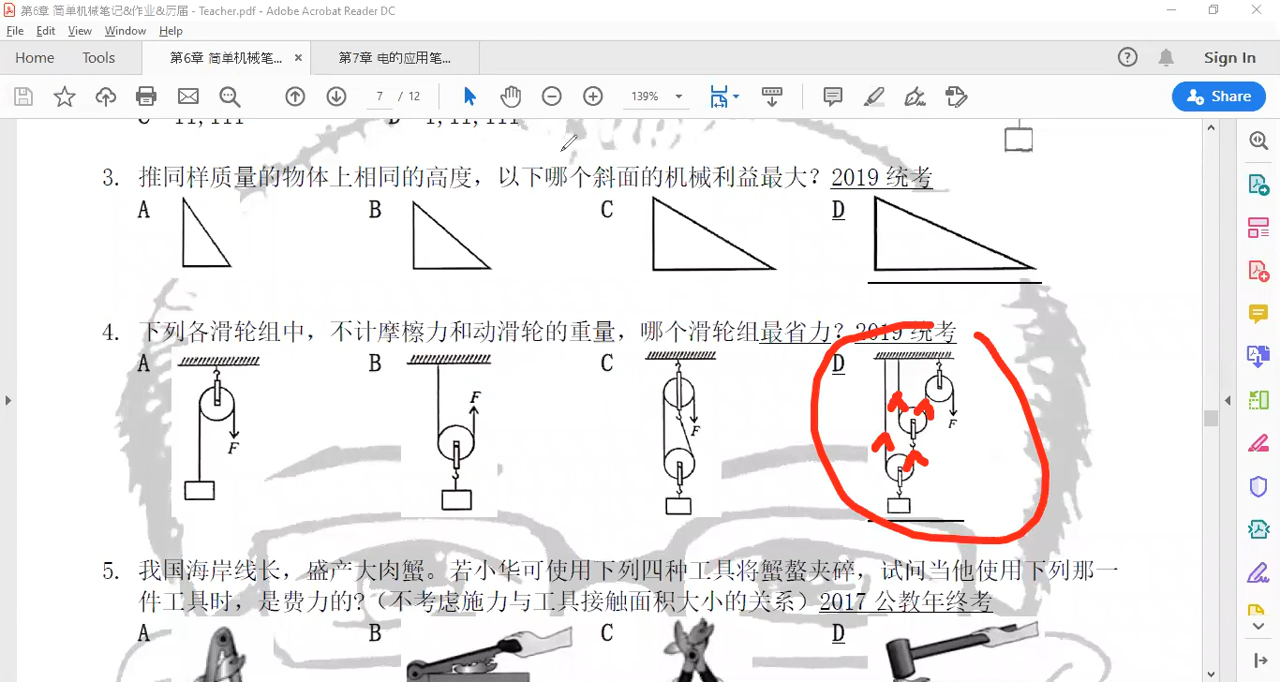 第6章 简单机械笔记&作业&历届 - Teacher.pdf - Adobe Acrobat Reader DC
File Edit View Window Help
Home Tools 第6章 简单机械笔... × 第7章 电的应用笔... Sign In
7 / 12 139% Share
3. 推同样质量的物体上相同的高度，以下哪个斜面的机械利益最大？2019 统考
A B C D
4. 下列各滑轮组中，不计摩檫力和动滑轮的重量，哪个滑轮组最省力？2019 统考
A B C D
F F F F
5. 我国海岸线长，盛产大肉蟹。若小华可使用下列四种工具将蟹螯夹碎，试问当他使用下列那一
件工具时，是费力的？（不考虑施力与工具接触面积大小的关系）2017 公教年终考
A B C D